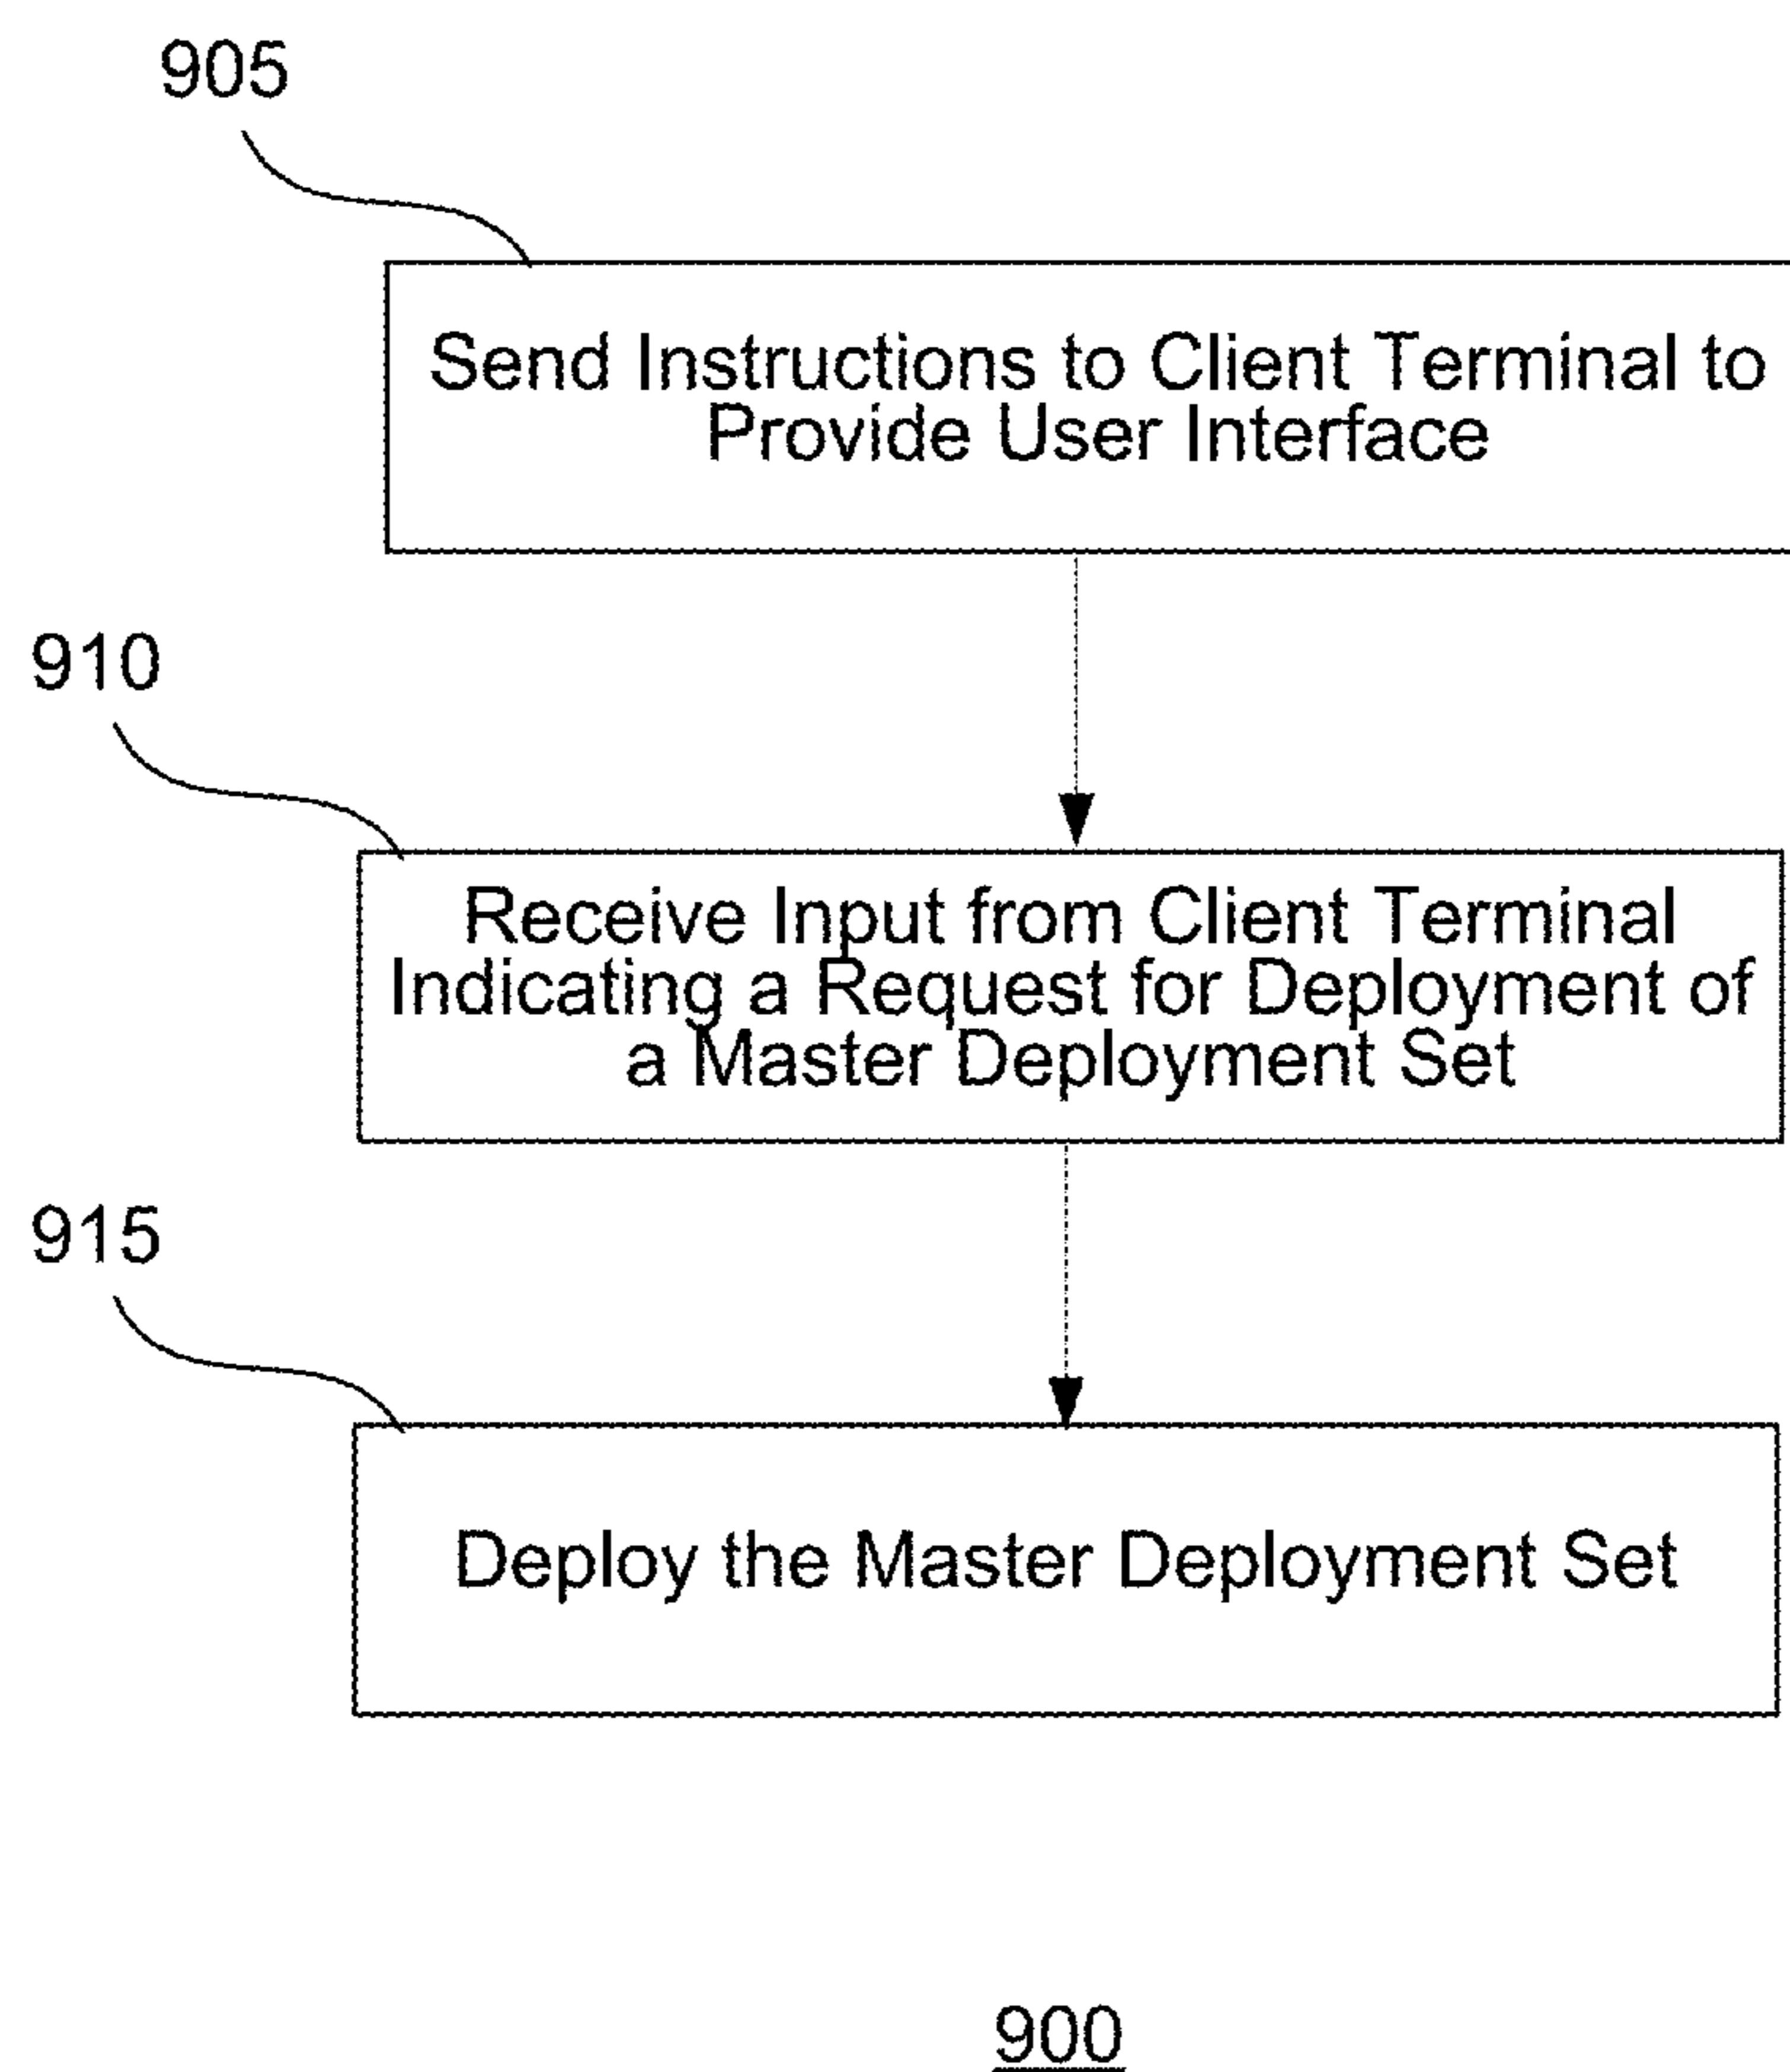 905
Send Instructions to Client Terminal to
Provide User Interface
910
Receive Input from Client Terminal
Indicating a Request for Deployment of
a Master Deployment Set
915
Deploy the Master Deployment Set
900